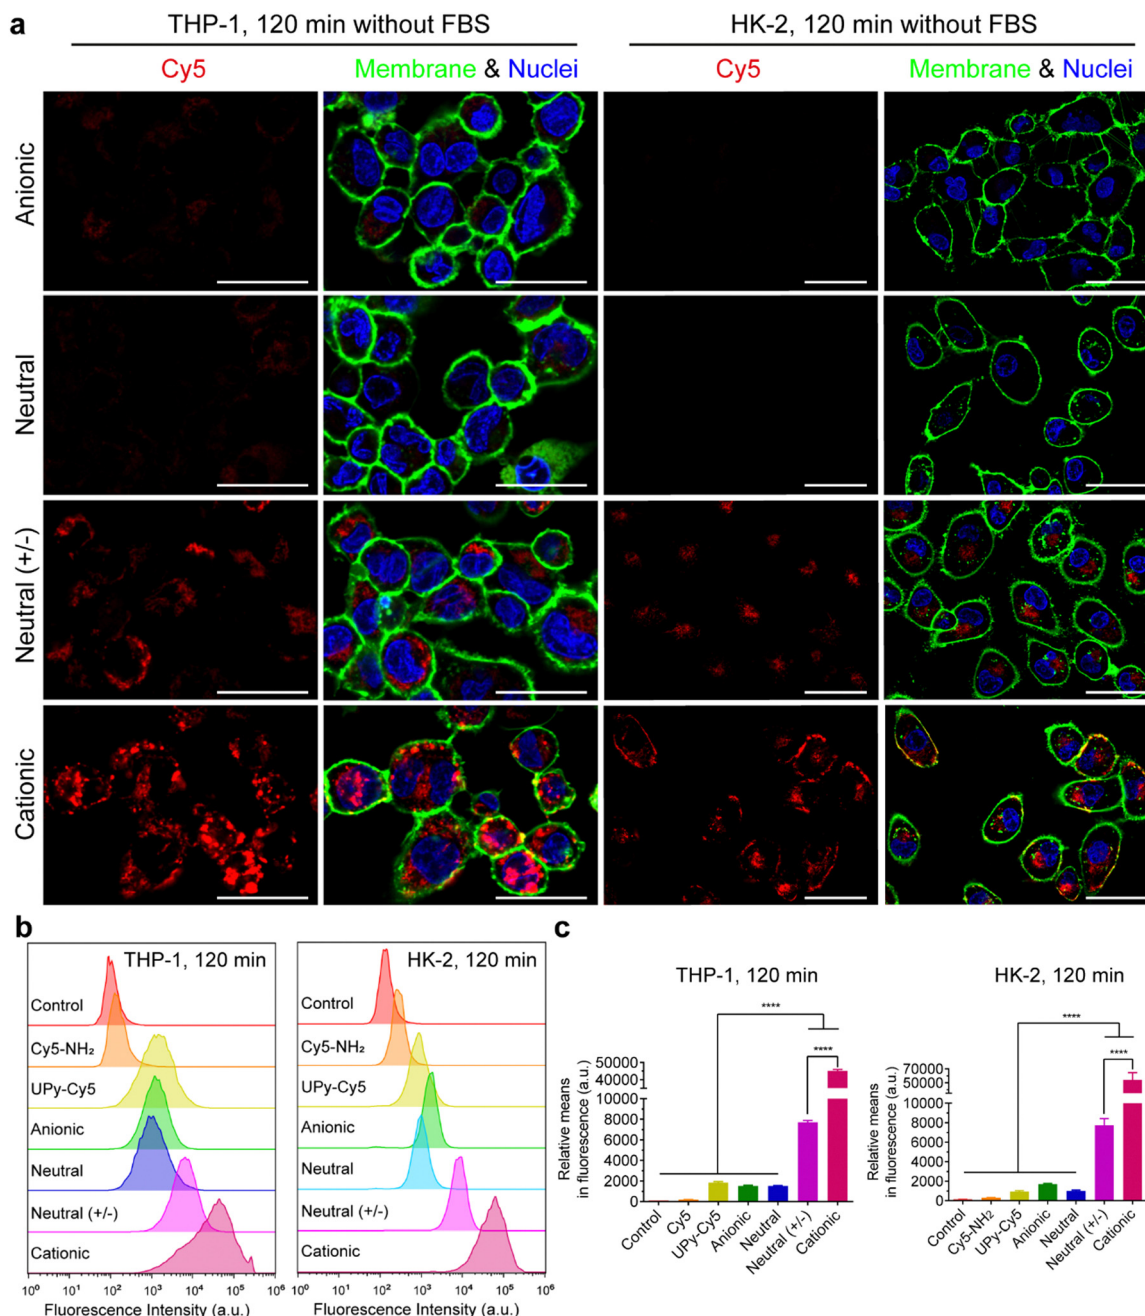 a
THP-1, 120 min without FBS
HK-2, 120 min without FBS
Cy5
Membrane & Nuclei
Cy5
Membrane & Nuclei
Anionic
Neutral
Neutral (+/-)
Cationic
b
THP-1, 120 min
Control
Cy5-NH₂
UPy-Cy5
Anionic
Neutral
Neutral (+/-)
Cationic
10⁰ 10¹ 10² 10³ 10⁴ 10⁵ 10⁶
Fluorescence Intensity (a.u.)
HK-2, 120 min
Control
Cy5-NH₂
UPy-Cy5
Anionic
Neutral
Neutral (+/-)
Cationic
10⁰ 10¹ 10² 10³ 10⁴ 10⁵ 10⁶
Fluorescence Intensity (a.u.)
c
THP-1, 120 min
****
****
Relative means
in fluorescence (a.u.)
50000
40000
30000
20000
10000
8000
6000
4000
2000
0
Control
Cy5
UPy-Cy5
Anionic
Neutral
Neutral (+/-)
Cationic
HK-2, 120 min
****
****
Relative means
in fluorescence (a.u.)
70000
50000
30000
10000
8000
6000
4000
2000
0
Control
Cy5-NH₂
UPy-Cy5
Anionic
Neutral
Neutral (+/-)
Cationic